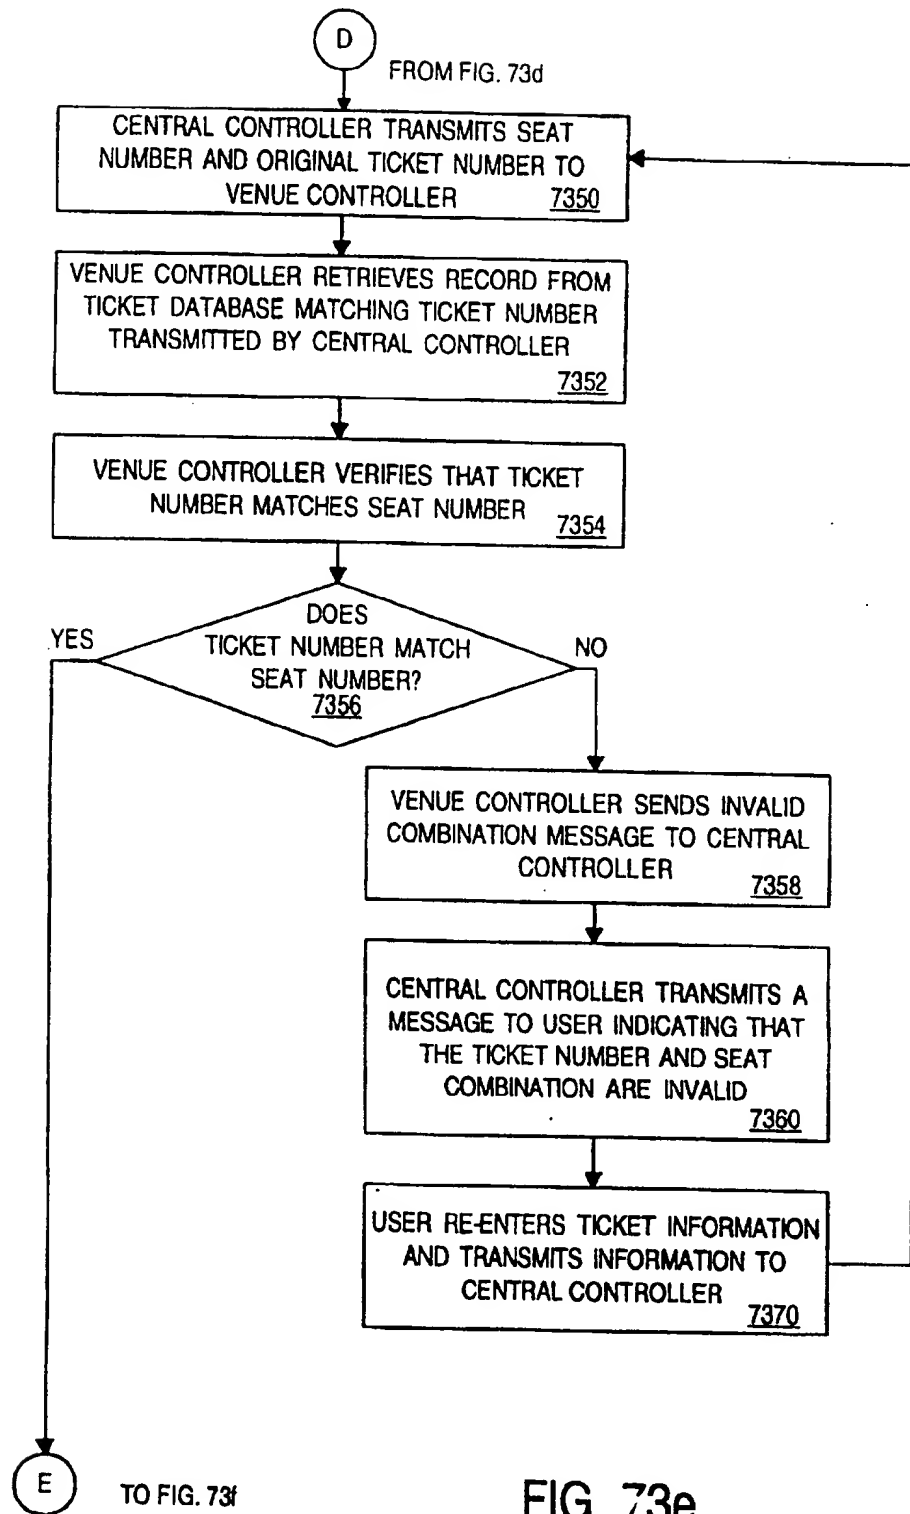 D
FROM FIG. 73d
CENTRAL CONTROLLER TRANSMITS SEAT
NUMBER AND ORIGINAL TICKET NUMBER TO
VENUE CONTROLLER 7350
VENUE CONTROLLER RETRIEVES RECORD FROM
TICKET DATABASE MATCHING TICKET NUMBER
TRANSMITTED BY CENTRAL CONTROLLER
7352
VENUE CONTROLLER VERIFIES THAT TICKET
NUMBER MATCHES SEAT NUMBER 7354
DOES
YES TICKET NUMBER MATCH NO
SEAT NUMBER?
7356
VENUE CONTROLLER SENDS INVALID
COMBINATION MESSAGE TO CENTRAL
CONTROLLER 7358
CENTRAL CONTROLLER TRANSMITS A
MESSAGE TO USER INDICATING THAT
THE TICKET NUMBER AND SEAT
COMBINATION ARE INVALID
7360
USER RE-ENTERS TICKET INFORMATION
AND TRANSMITS INFORMATION TO
CENTRAL CONTROLLER 7370
E
TO FIG. 73f
FIG. 73e